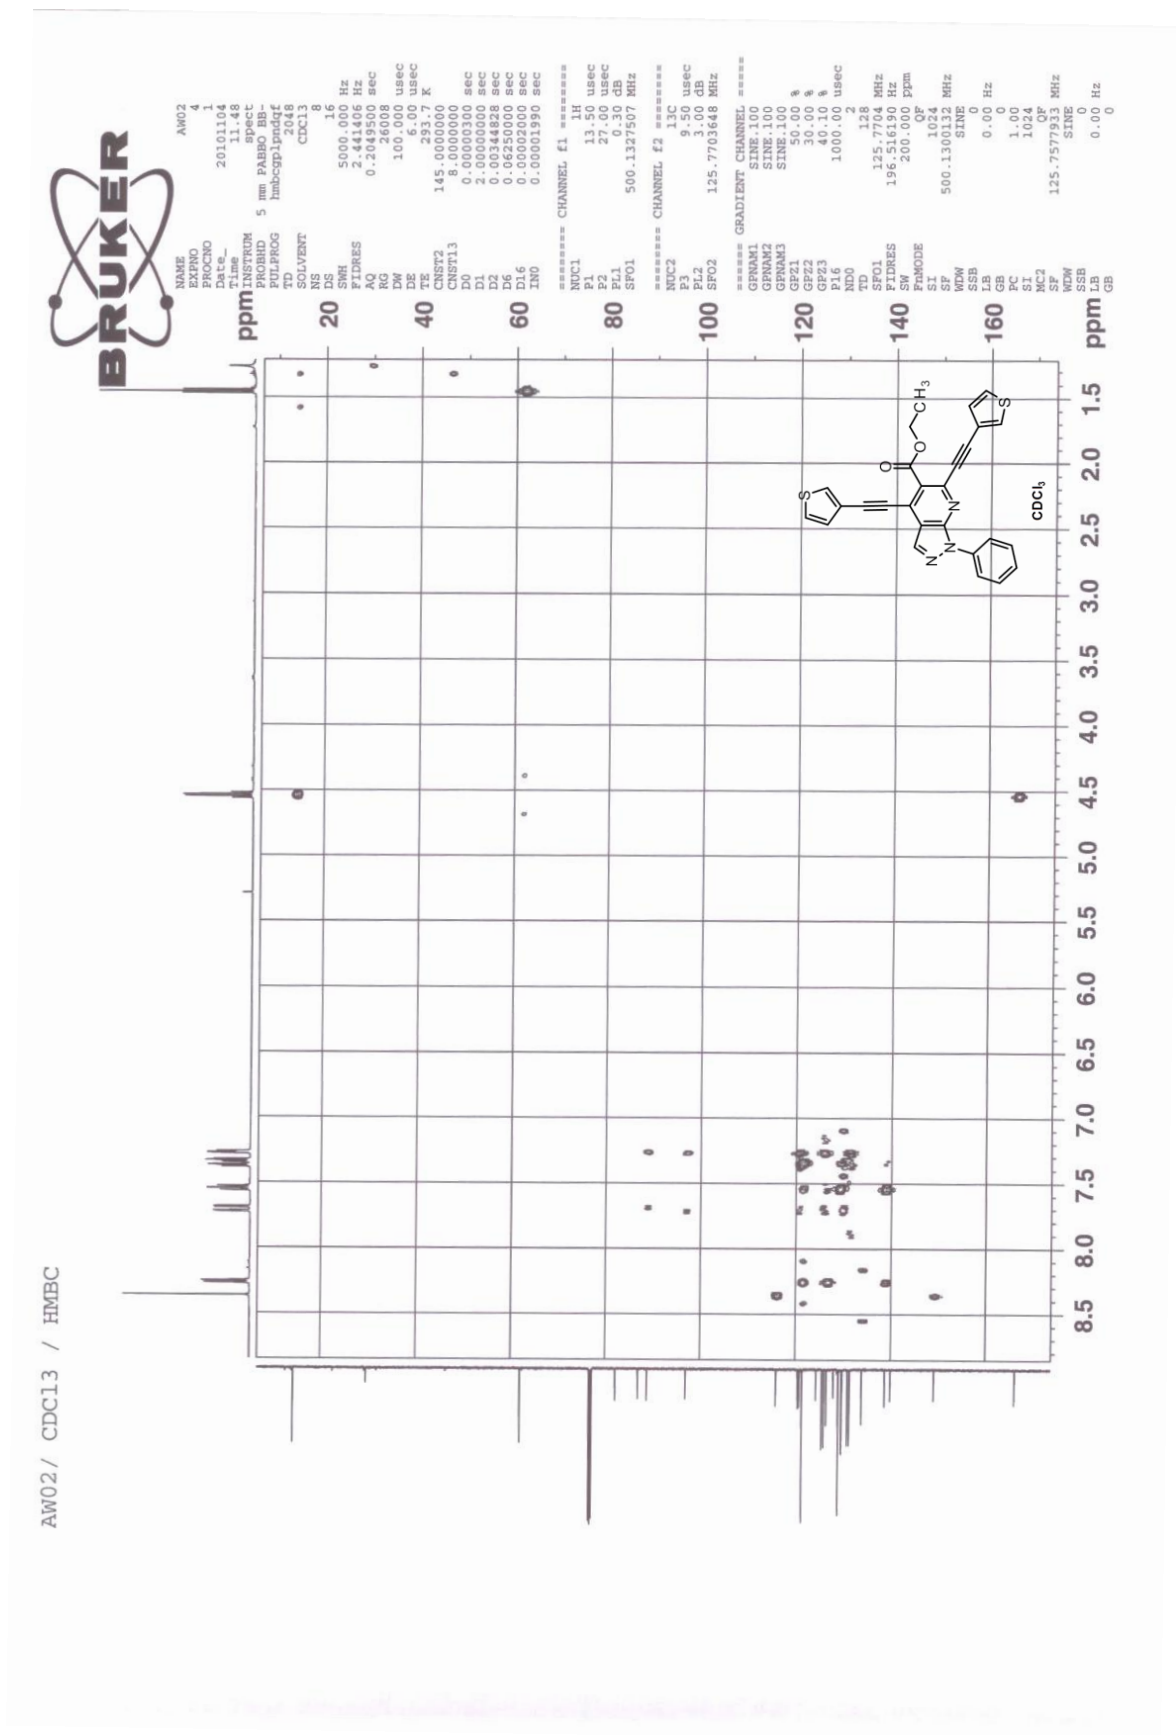 AW02/ CDCl3 / HMBC
BRUKER
NAME AW02
EXPNO 4
PROCNO 1
Date_ 20101104
Time 11.48
INSTRUM spect
PROBHD 5 mm PABBO BB-
PULPROG hmbcgplpndqf
TD 2048
SOLVENT CDCl3
NS 8
DS 16
SWH 5000.000 Hz
FIDRES 2.441406 Hz
AQ 0.2049500 sec
RG 26008
DW 100.000 usec
DE 6.00 usec
TE 293.7 K
CNST2 145.0000000
CNST13 8.0000000
D0 0.00000300 sec
D1 2.00000000 sec
D2 0.00344828 sec
D6 0.06250000 sec
D16 0.00002000 sec
IN0 0.00001990 sec
======== CHANNEL f1 ========
NUC1 1H
P1 13.50 usec
P2 27.00 usec
PL1 0.30 dB
SFO1 500.1327507 MHz
======== CHANNEL f2 ========
NUC2 13C
P3 9.50 usec
PL2 3.00 dB
SFO2 125.7703648 MHz
====== GRADIENT CHANNEL =====
GPNAM1 SINE.100
GPNAM2 SINE.100
GPNAM3 SINE.100
GPZ1 50.00 %
GPZ2 30.00 %
GPZ3 40.10 %
P16 1000.00 usec
ND0 2
TD 128
SFO1 125.7704 MHz
FIDRES 196.516190 Hz
SW 200.000 ppm
FnMODE QF
SI 1024
SF 500.1300132 MHz
WDW SINE
SSB 0
LB 0.00 Hz
GB 0
PC 1.00
SI 1024
MC2 QF
SF 125.7577933 MHz
WDW SINE
SSB 0
LB 0.00 Hz
GB 0
ppm
20
40
60
80
100
120
140
160
8.5 8.0 7.5 7.0 6.5 6.0 5.5 5.0 4.5 4.0 3.5 3.0 2.5 2.0 1.5 ppm
S
O
O
CH3
N
N
N
S
CDCl3